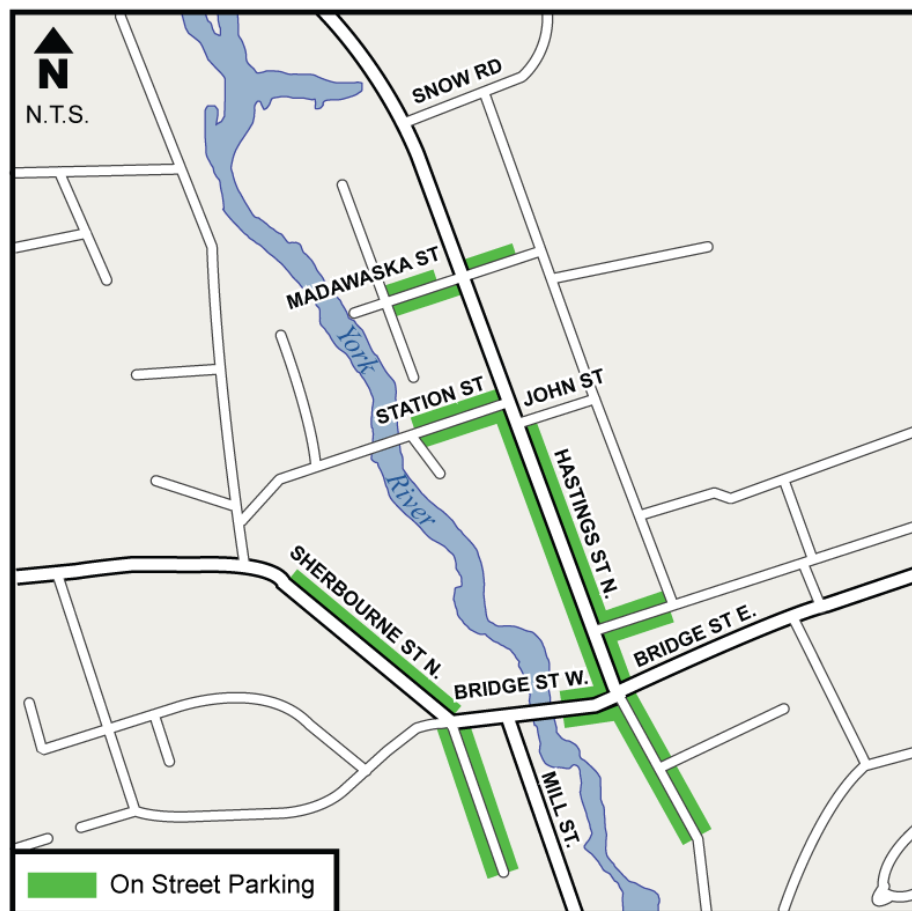 N
N.T.S.
SNOW RD
MADAWASKA ST
York
STATION ST
JOHN ST
HASTINGS ST N.
River
SHERBOURNE ST N.
BRIDGE ST E.
BRIDGE ST W.
MILL ST.
On Street Parking